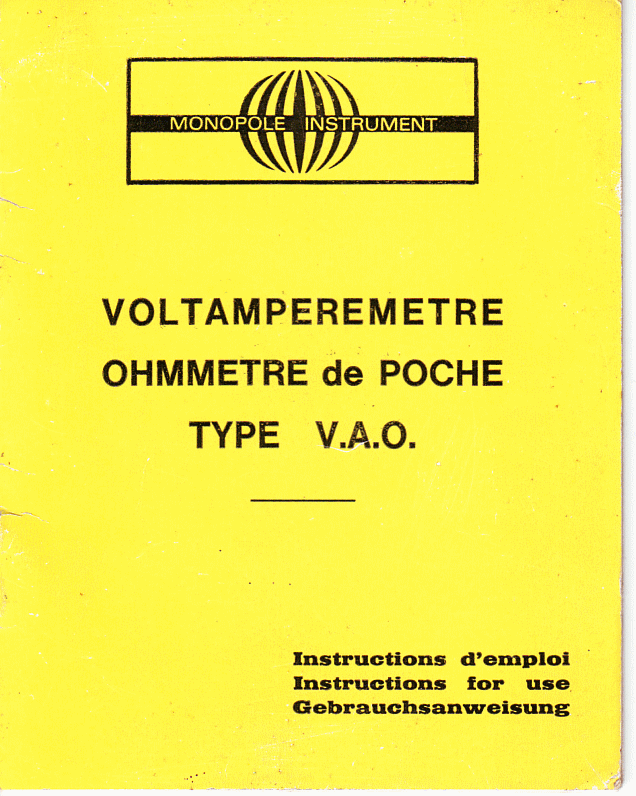 MONOPOLE INSTRUMENT
VOLTAMPEREMETRE
OHMMETRE de POCHE
TYPE V.A.O.
Instructions d'emploi
Instructions for use
Gebrauchsanweisung